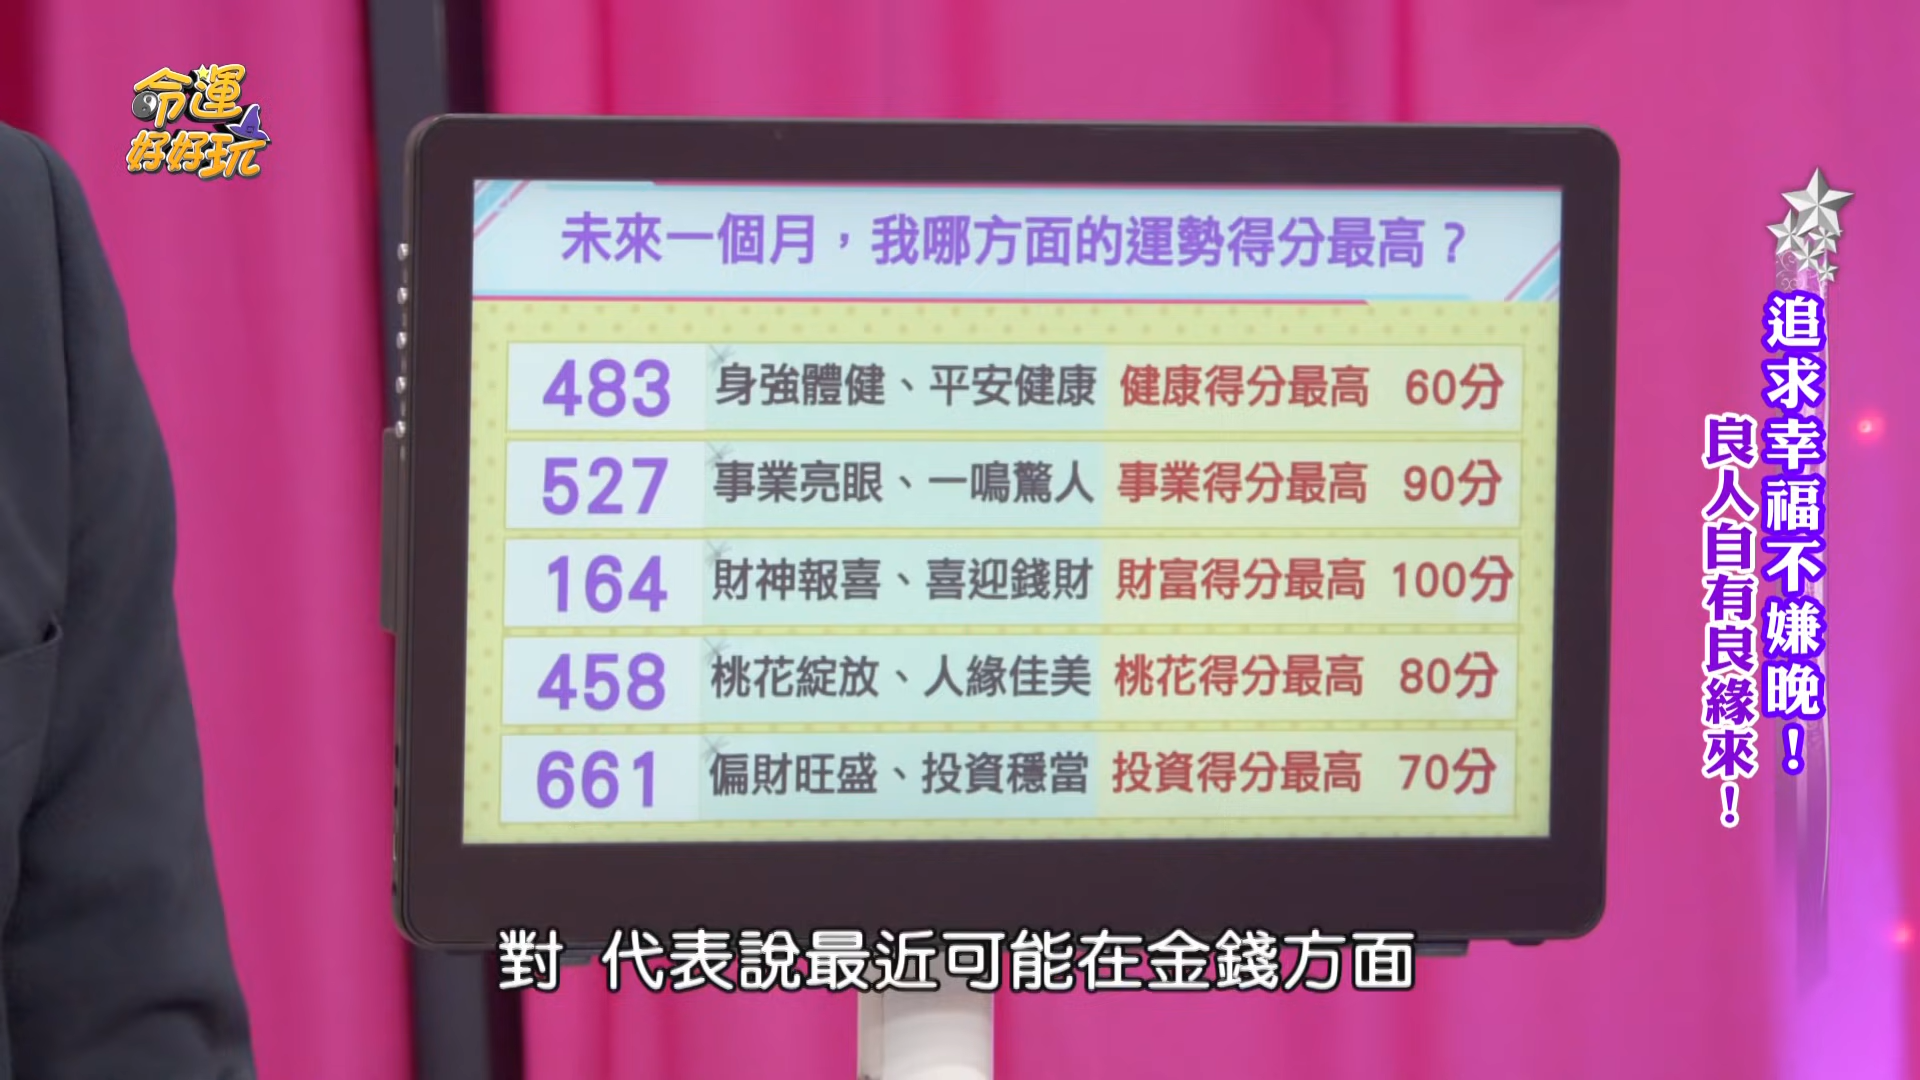 命運
好好玩
未來一個月，我哪方面的運勢得分最高？
483 身強體健、平安健康 健康得分最高 60分
527 事業亮眼、一鳴驚人 事業得分最高 90分
164 財神報喜、喜迎錢財 財富得分最高 100分
458 桃花綻放、人緣佳美 桃花得分最高 80分
661 偏財旺盛、投資穩當 投資得分最高 70分
追求幸福不嫌晚！
良人自有良緣來！
對 代表說最近可能在金錢方面